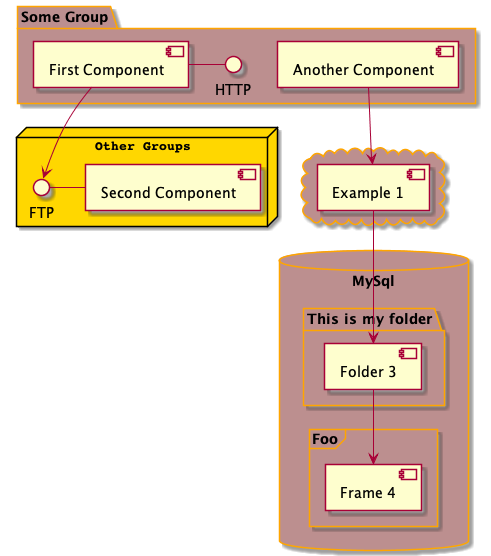 Some Group
First Component
HTTP
Another Component
Other Groups
FTP
Second Component
Example 1
MySql
This is my folder
Folder 3
Foo
Frame 4